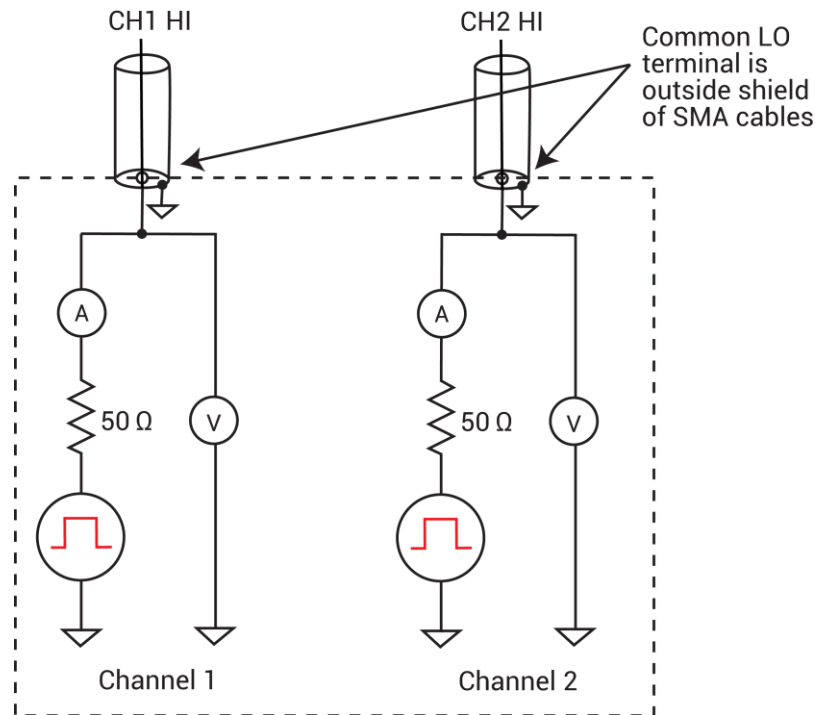 CH1 HI
CH2 HI
Common LO
terminal is
outside shield
of SMA cables
A
50 Ω
V
A
50 Ω
V
Channel 1
Channel 2